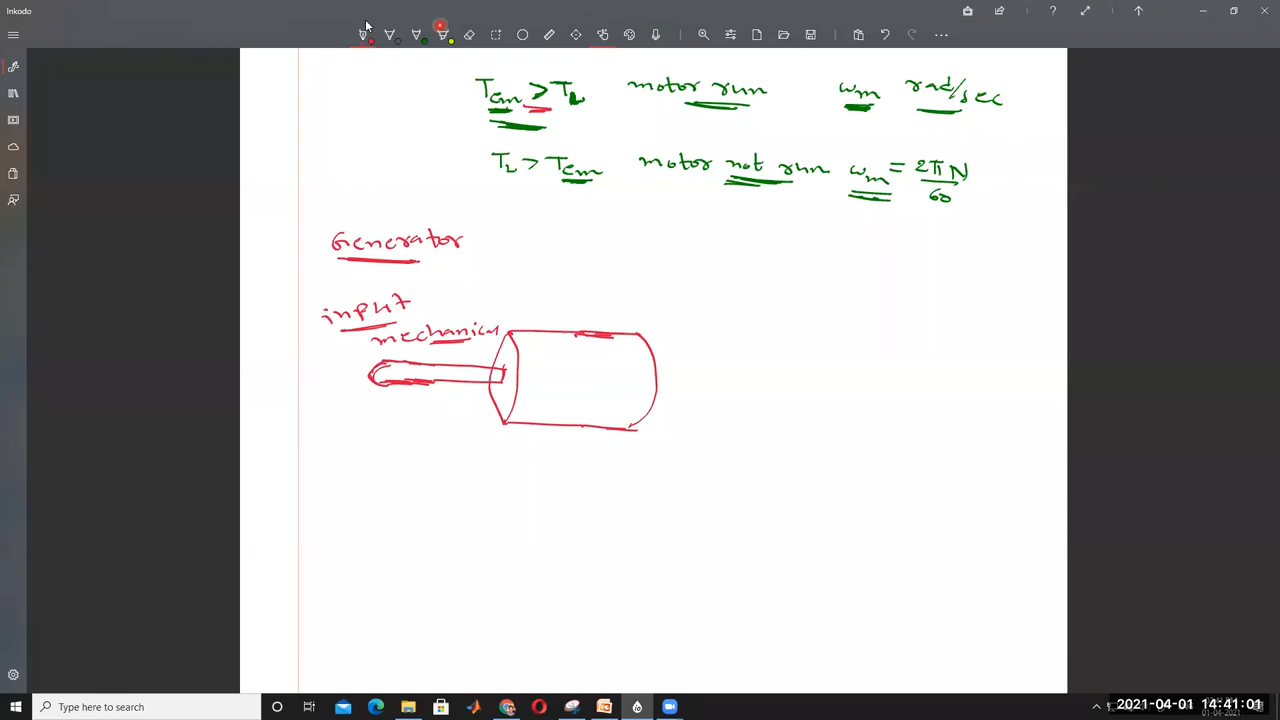 Inkodo
Tem > TL motor run ωm rad/sec
TL > Tem motor not run ωm = 2πN/60
Generator
input
mechanical
Type here to search
2021-04-01 14:41:01